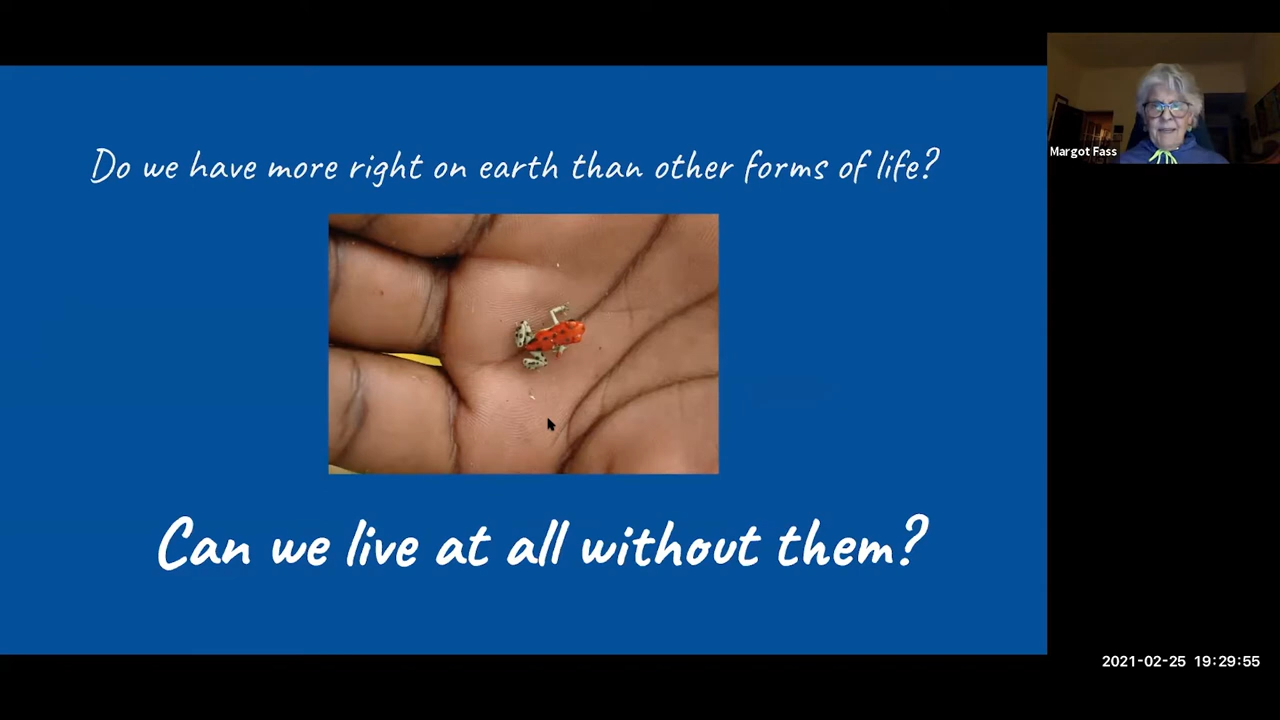 Do we have more right on earth than other forms of life?
Margot Fass
Can we live at all without them?
2021-02-25 19:29:55